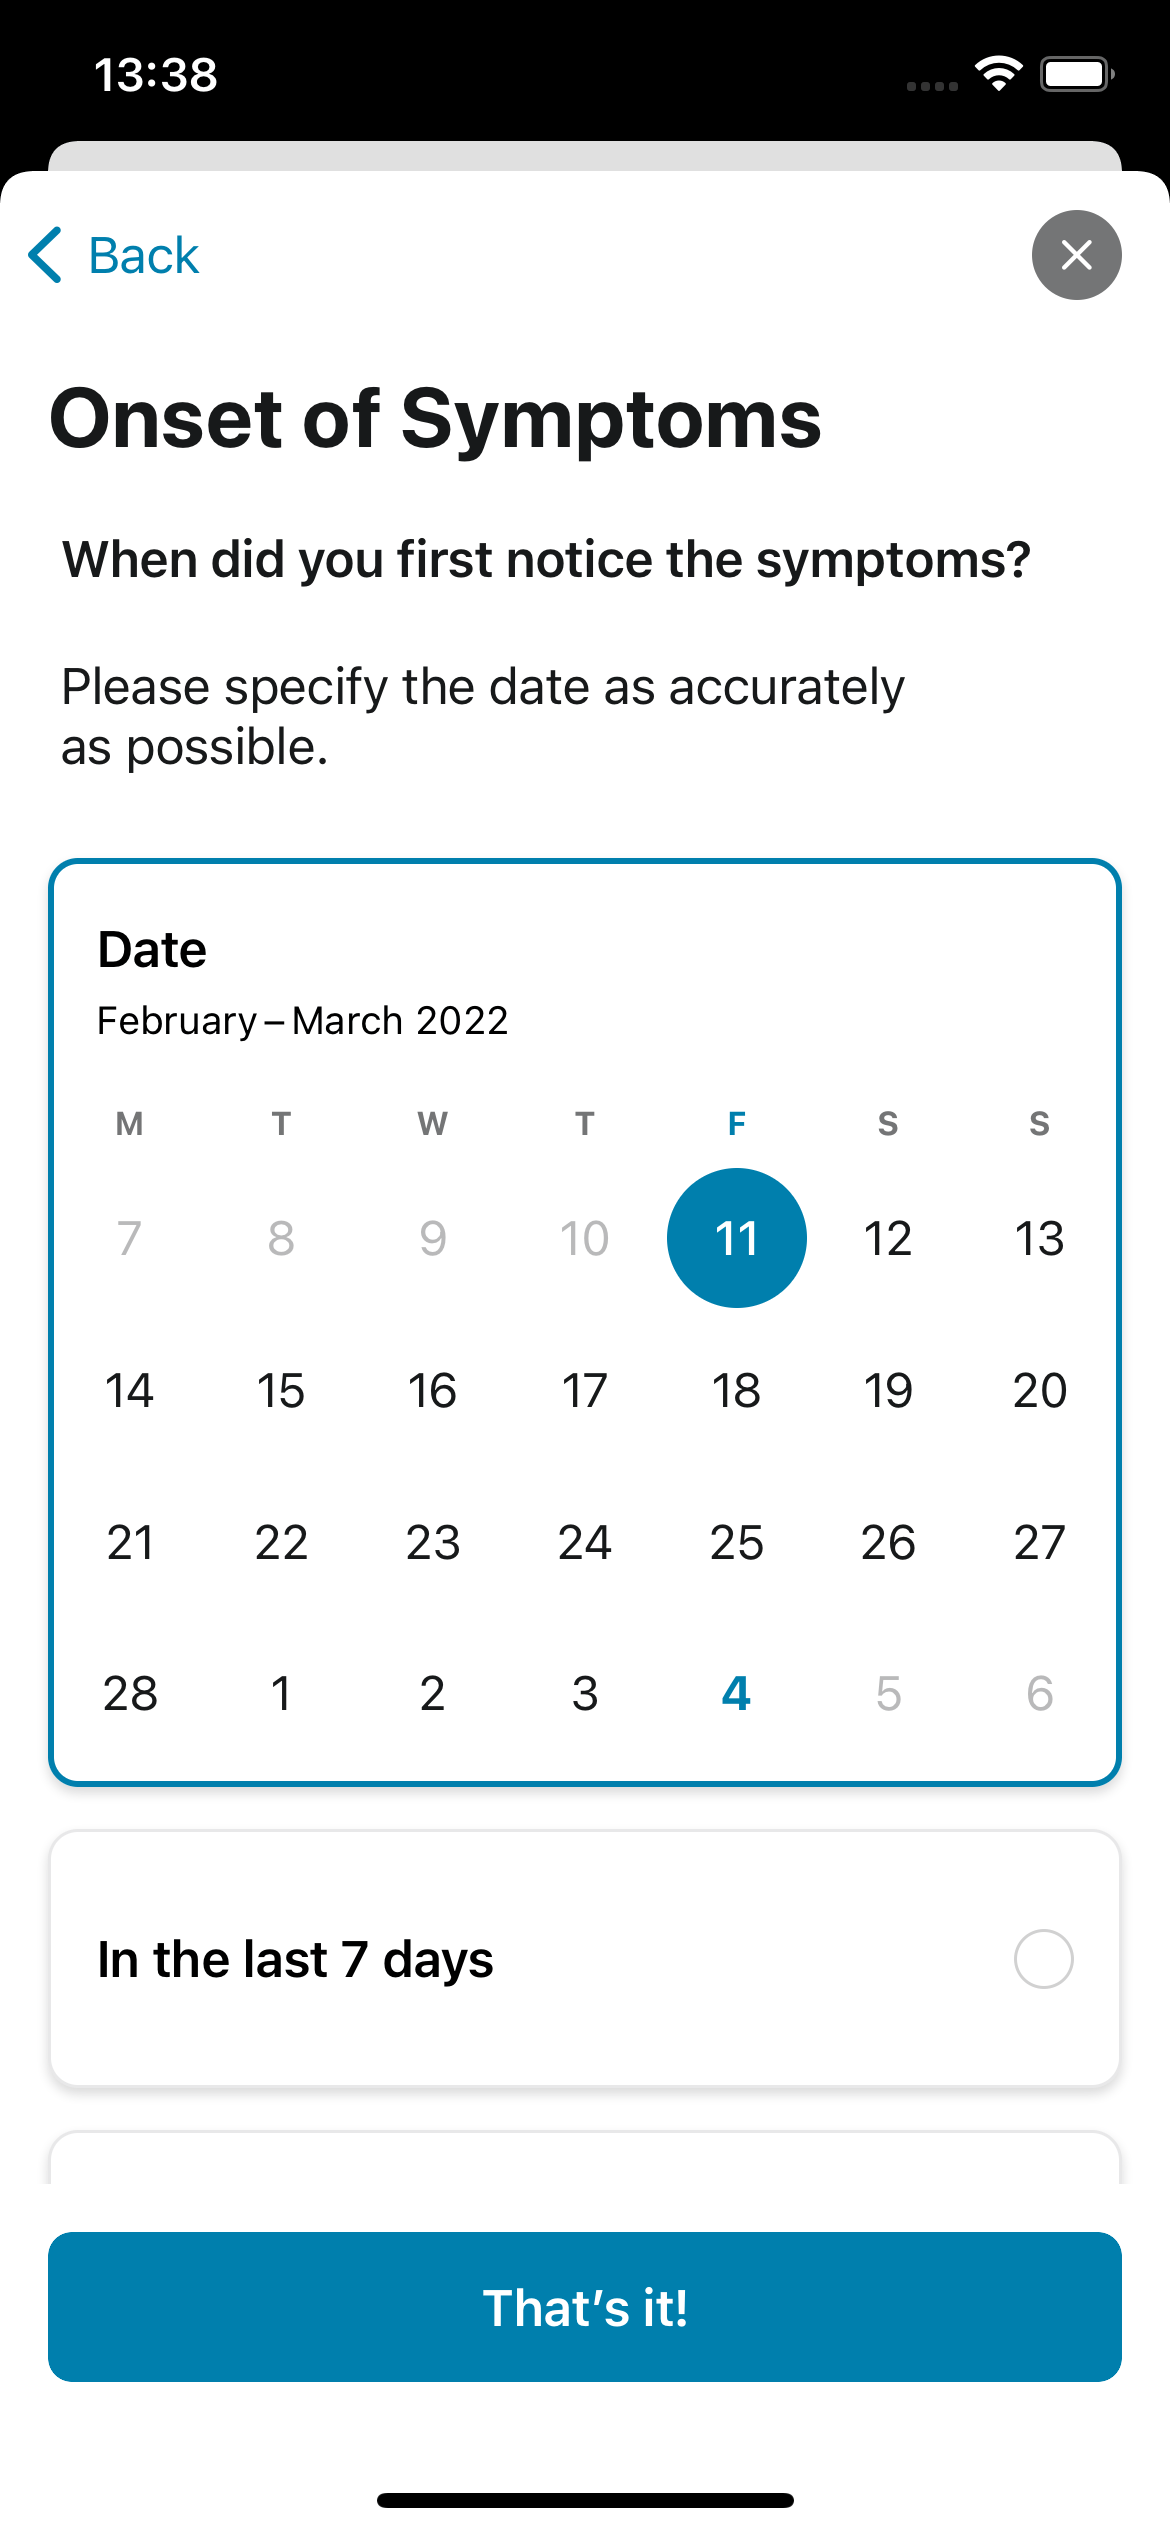 13:38
Back
Onset of Symptoms
When did you first notice the symptoms?
Please specify the date as accurately
as possible.
Date
February – March 2022
M T W T F S S
7 8 9 10 11 12 13
14 15 16 17 18 19 20
21 22 23 24 25 26 27
28 1 2 3 4 5 6
In the last 7 days
That’s it!